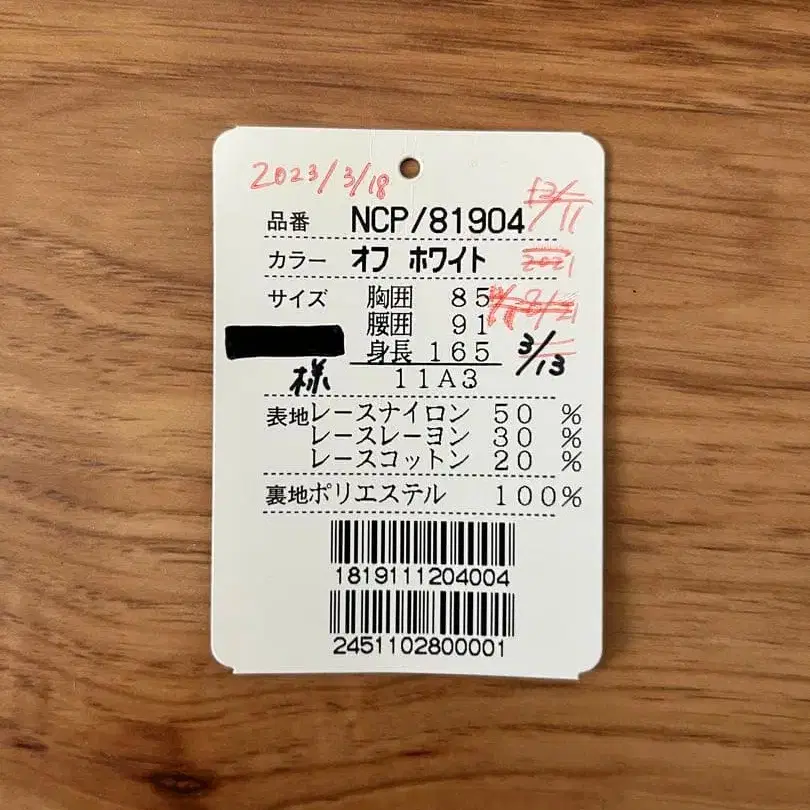 2023/3/18
品番 NCP/81904
カラー オフ ホワイト
サイズ 胸囲 85
腰囲 91
身長 165
3/13
様 11A3
表地レースナイロン 50 %
レースレーヨン 30 %
レースコットン 20 %
裏地ポリエステル 100%
1819111204004
2451102800001